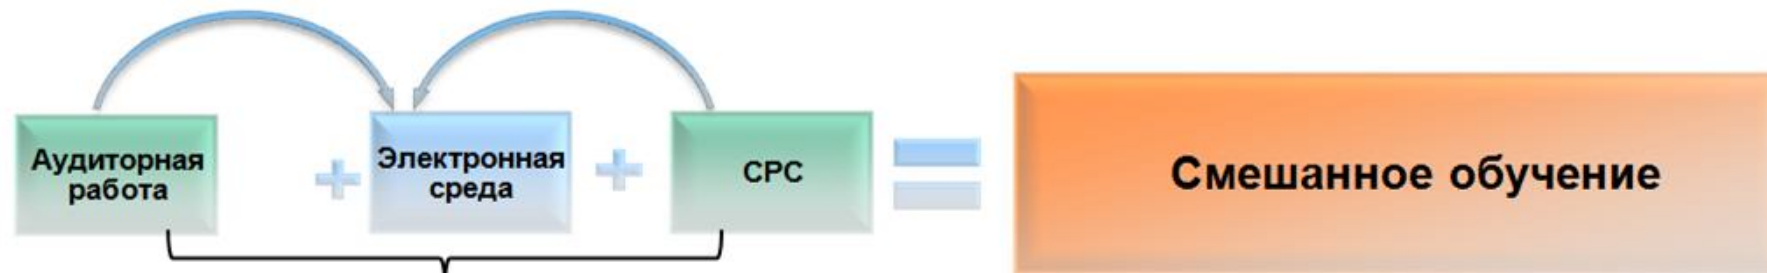 Аудиторная
работа
+
Электронная
среда
+
СРС
=
Смешанное обучение